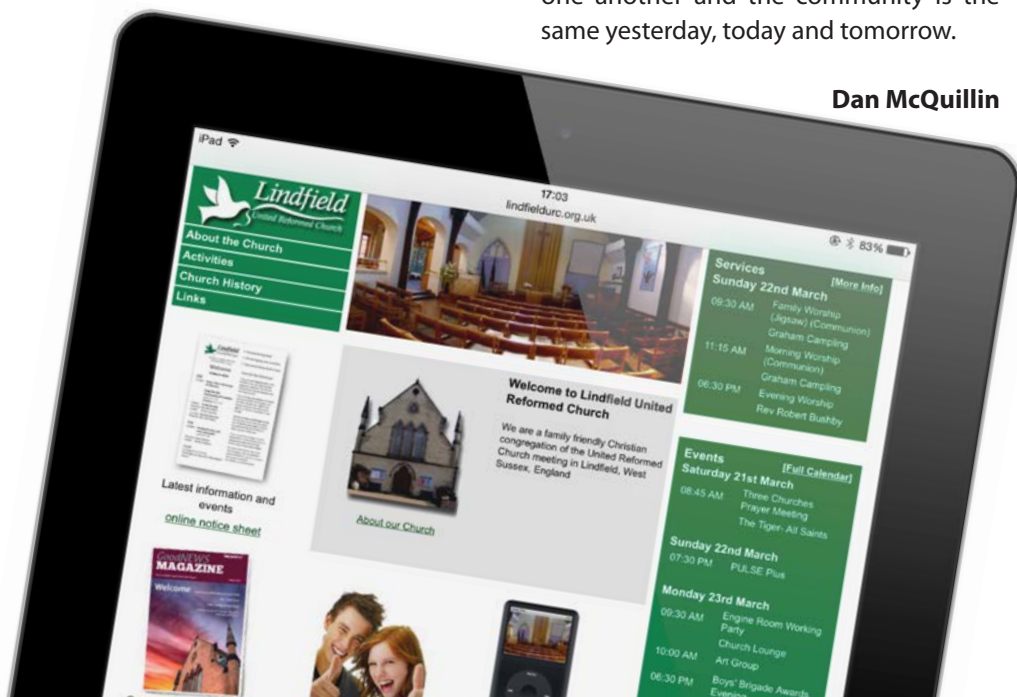 one another and the community is the
same yesterday, today and tomorrow.
Dan McQuillin
iPad
17:03
lindfieldurc.org.uk
83%
Lindfield
United Reformed Church
About the Church
Activities
Church History
Links
Services
[More Info]
Sunday 22nd March
09:30 AM Family Worship
(Jigsaw) (Communion)
Graham Campling
11:15 AM Morning Worship
(Communion)
Graham Campling
06:30 PM Evening Worship
Rev Robert Bushby
Welcome to Lindfield United
Reformed Church
We are a family friendly Christian
congregation of the United Reformed
Church meeting in Lindfield, West
Sussex, England
About our Church
Latest information and
events
online notice sheet
GoodNEWS
MAGAZINE
Welcome
Events
[Full Calendar]
Saturday 21st March
08:45 AM Three Churches
Prayer Meeting
The Tiger- All Saints
Sunday 22nd March
07:30 PM PULSE Plus
Monday 23rd March
09:30 AM Engine Room Working
Party
Church Lounge
10:00 AM Art Group
06:30 PM Boys' Brigade Awards
Evening